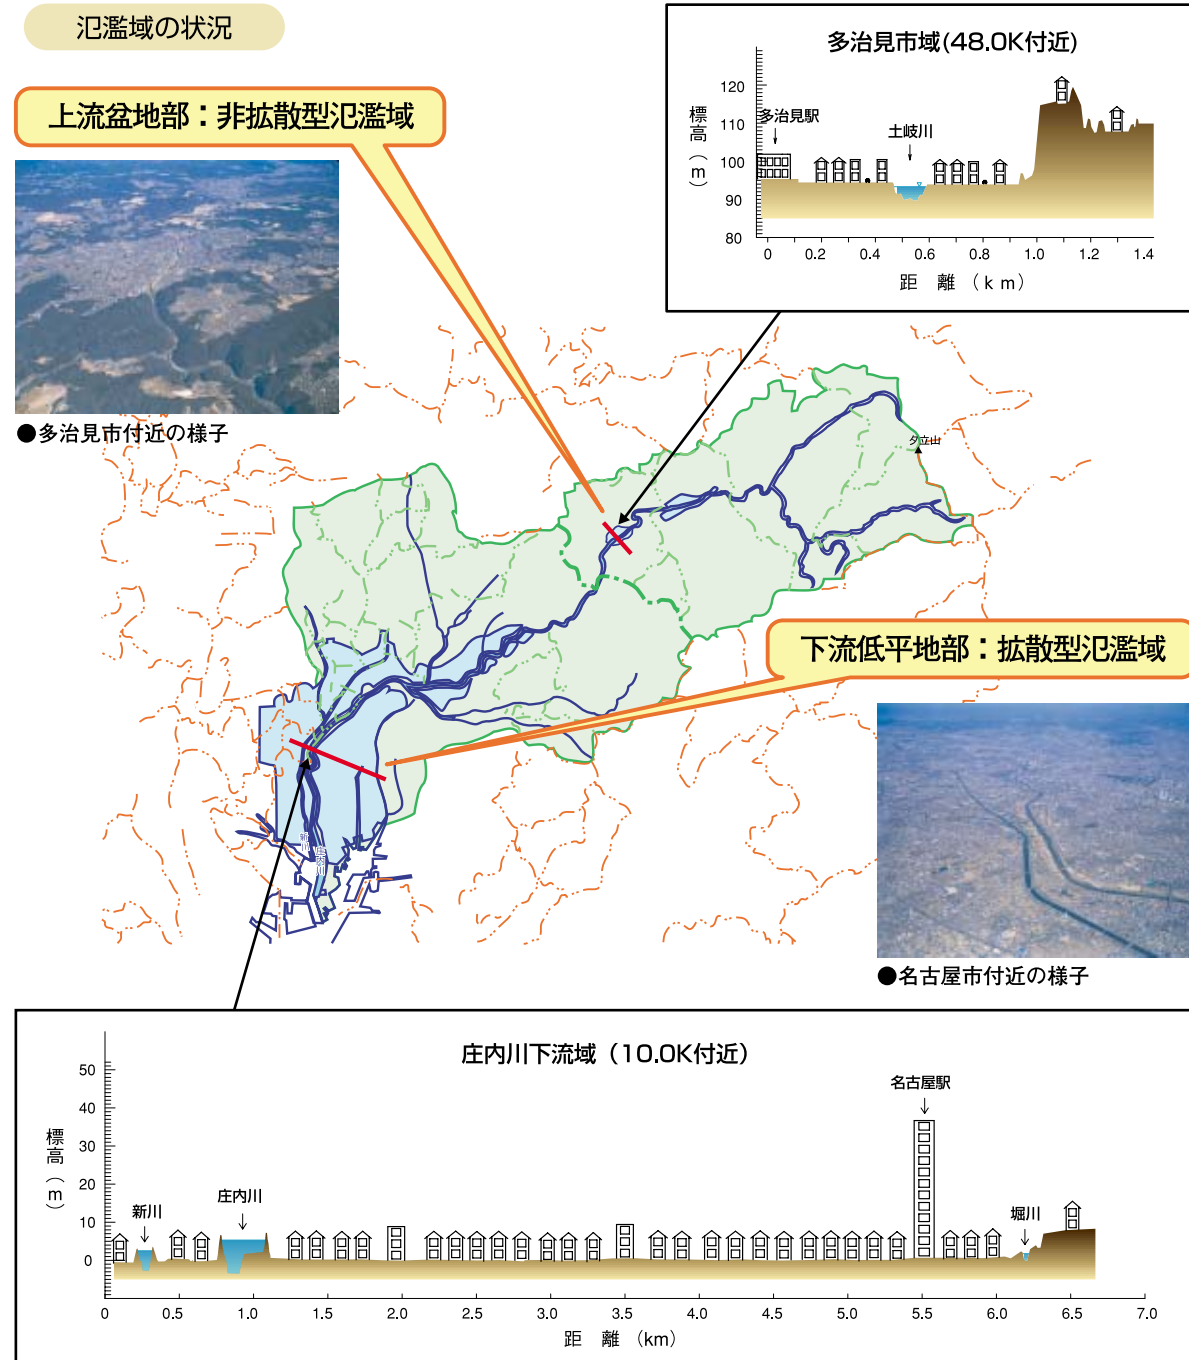 氾濫域の状況
上流盆地部：非拡散型氾濫域
●多治見市付近の様子
多治見市域(48.0K付近)
標高(m)
120
110
100
90
80
多治見駅
土岐川
0 0.2 0.4 0.6 0.8 1.0 1.2 1.4
距 離 (km)
夕立山
下流低平地部：拡散型氾濫域
新川
庄内川
●名古屋市付近の様子
庄内川下流域（10.0K付近）
標高(m)
50
40
30
20
10
0
新川
庄内川
名古屋駅
堀川
0 0.5 1.0 1.5 2.0 2.5 3.0 3.5 4.0 4.5 5.0 5.5 6.0 6.5 7.0
距 離 (km)